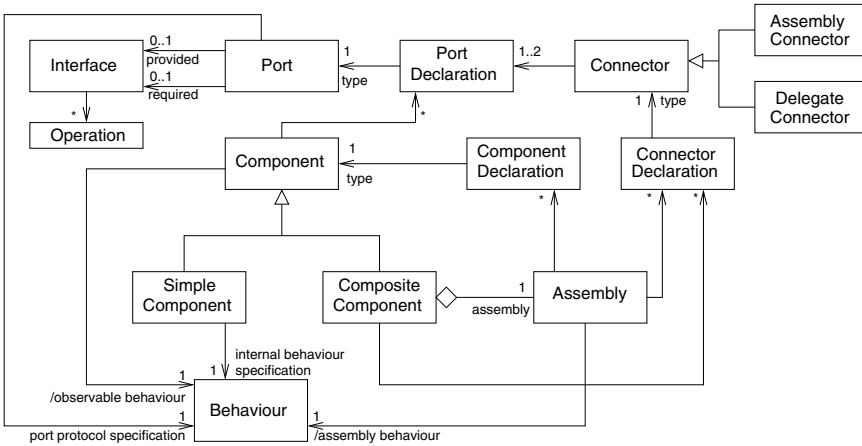 Assembly
Connector
0..1
provided
Interface
Port
1
type
Port
Declaration
1..2
Connector
0..1
required
*
Operation
1
type
Delegate
Connector
*
Component
1
type
Component
Declaration
Connector
Declaration
*
*
*
Simple
Component
Composite
Component
1
assembly
Assembly
1
internal behaviour
specification
1
/observable behaviour
Behaviour
1
port protocol specification
1
/assembly behaviour